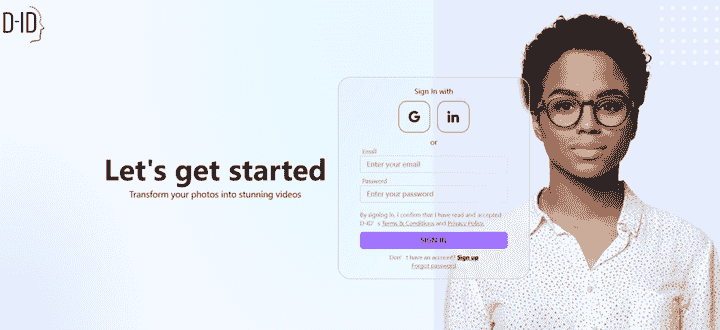 D-ID
Sign In with
G in
or
Let's get started
Transform your photos into stunning videos
Email
Enter your email
Password
Enter your password
By signing in, I confirm that I have read and accepted
D-ID's Terms & Conditions and Privacy Policy.
SIGN IN
Don't have an account? Sign up
Forgot password